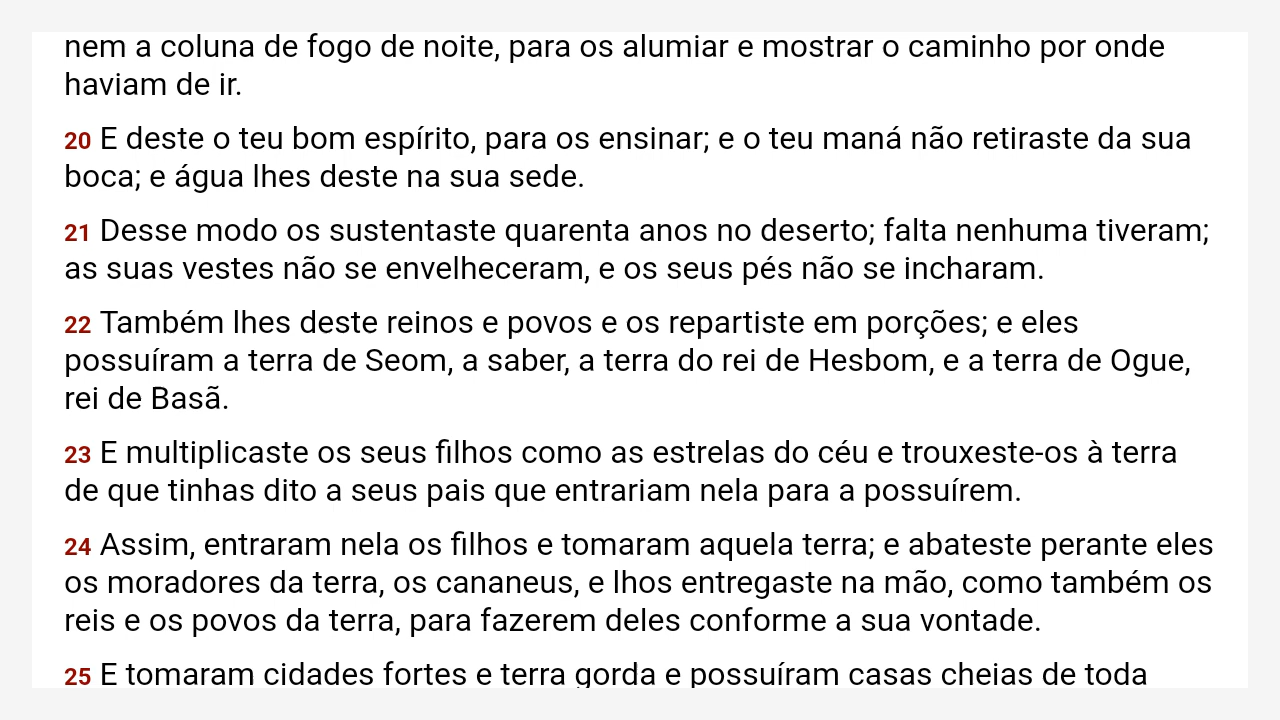 nem a coluna de fogo de noite, para os alumiar e mostrar o caminho por onde
haviam de ir.
20 E deste o teu bom espírito, para os ensinar; e o teu maná não retiraste da sua
boca; e água lhes deste na sua sede.
21 Desse modo os sustentaste quarenta anos no deserto; falta nenhuma tiveram;
as suas vestes não se envelheceram, e os seus pés não se incharam.
22 Também lhes deste reinos e povos e os repartiste em porções; e eles
possuíram a terra de Seom, a saber, a terra do rei de Hesbom, e a terra de Ogue,
rei de Basã.
23 E multiplicaste os seus filhos como as estrelas do céu e trouxeste-os à terra
de que tinhas dito a seus pais que entrariam nela para a possuírem.
24 Assim, entraram nela os filhos e tomaram aquela terra; e abateste perante eles
os moradores da terra, os cananeus, e lhos entregaste na mão, como também os
reis e os povos da terra, para fazerem deles conforme a sua vontade.
25 E tomaram cidades fortes e terra gorda e possuíram casas cheias de toda